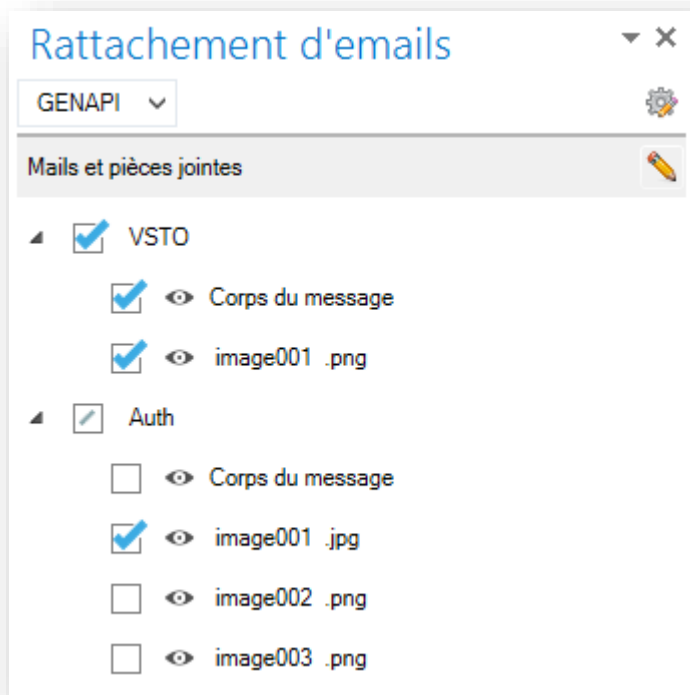 Rattachement d'emails
GENAPI
Mails et pièces jointes
VSTO
Corps du message
image001 .png
Auth
Corps du message
image001 .jpg
image002 .png
image003 .png